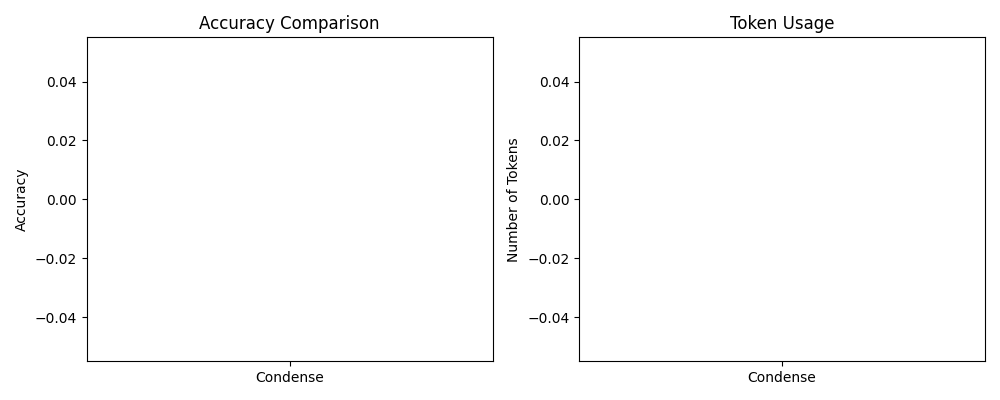 Accuracy Comparison
Accuracy
0.04
0.02
0.00
−0.02
−0.04
Condense
Token Usage
Number of Tokens
0.04
0.02
0.00
−0.02
−0.04
Condense